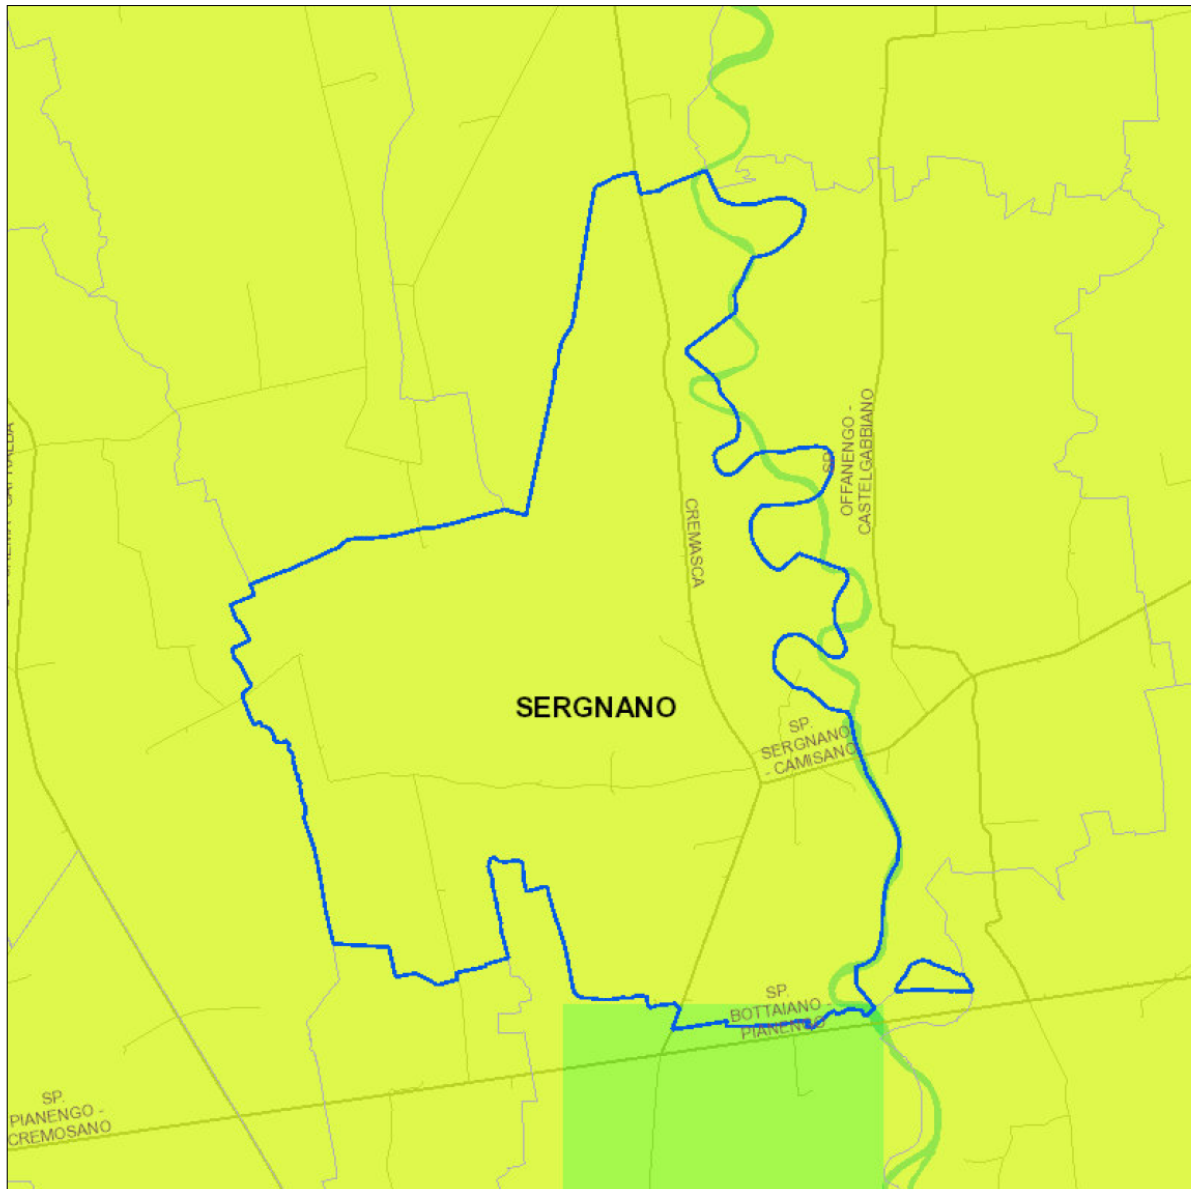 OFFANENGO -
CASTELGABBIANO
SP.
CREMASCA
SERGNANO
SP.
SERGNANO
- CAMISANO
SP.
BOTTAIANO -
PIANENGO
SP.
PIANENGO -
CREMOSANO